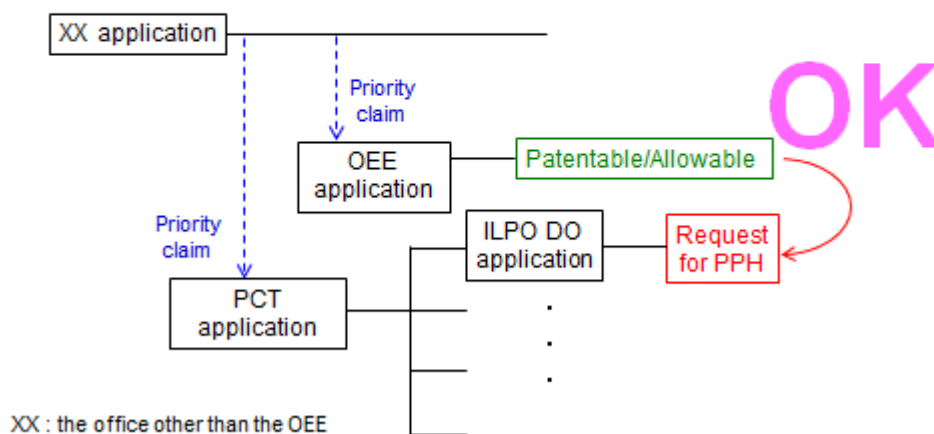 XX application
OK
Priority
claim
OEE
application
Patentable/Allowable
Priority
claim
ILPO DO
application
Request
for PPH
PCT
application
XX : the office other than the OEE